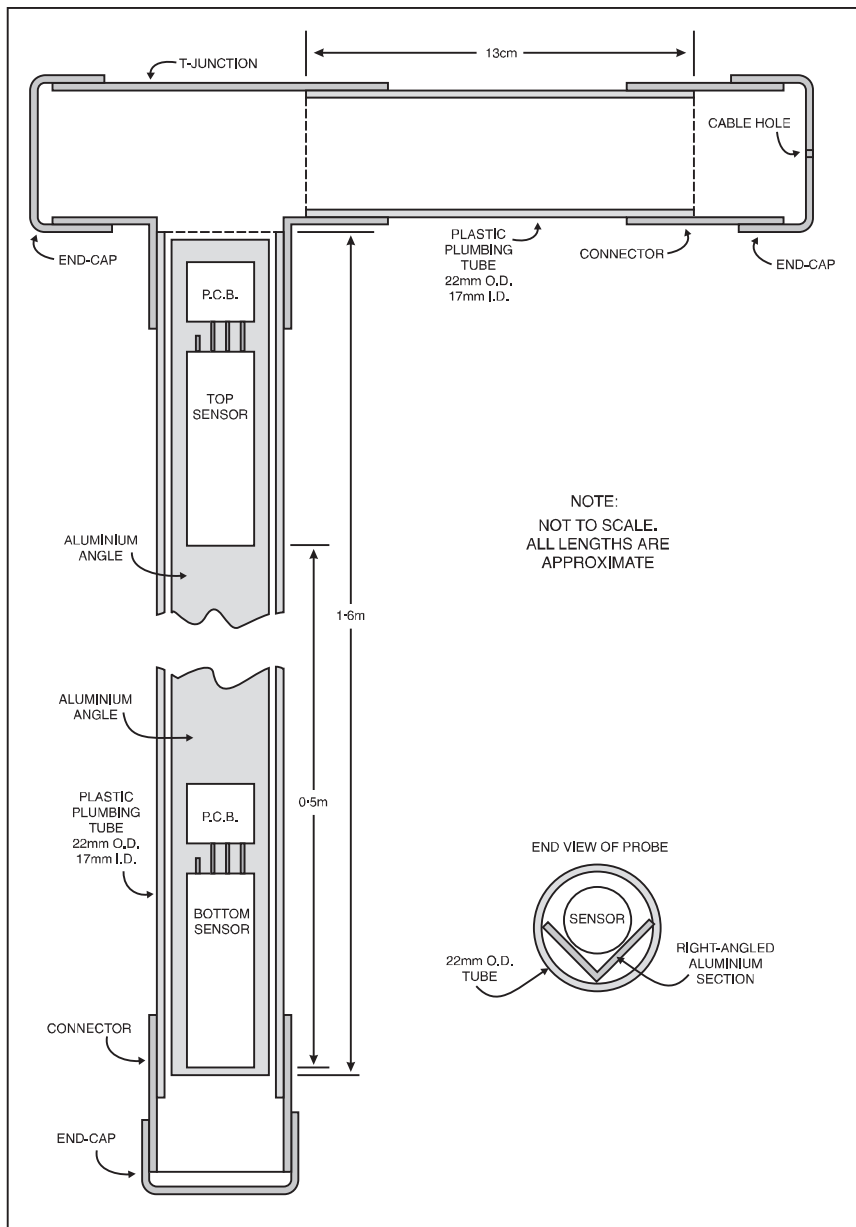 13cm
T-JUNCTION
CABLE HOLE
END-CAP
PLASTIC
PLUMBING
TUBE
22mm O.D.
17mm I.D.
CONNECTOR
END-CAP
P.C.B.
TOP
SENSOR
NOTE:
NOT TO SCALE.
ALL LENGTHS ARE
APPROXIMATE
ALUMINIUM
ANGLE
1·6m
ALUMINIUM
ANGLE
0·5m
PLASTIC
PLUMBING
TUBE
22mm O.D.
17mm I.D.
P.C.B.
BOTTOM
SENSOR
END VIEW OF PROBE
SENSOR
22mm O.D.
TUBE
RIGHT-ANGLED
ALUMINIUM
SECTION
CONNECTOR
END-CAP